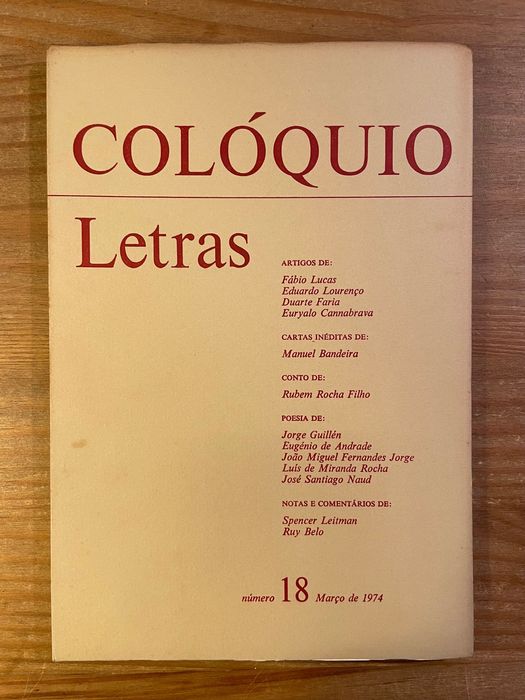 COLÓQUIO
Letras
ARTIGOS DE:
Fábio Lucas
Eduardo Lourenço
Duarte Faria
Euryalo Cannabrava
CARTAS INÉDITAS DE:
Manuel Bandeira
CONTO DE:
Rubem Rocha Filho
POESIA DE:
Jorge Guillén
Eugénio de Andrade
João Miguel Fernandes Jorge
Luís de Miranda Rocha
José Santiago Naud
NOTAS E COMENTÁRIOS DE:
Spencer Leitman
Ruy Belo
número 18 Março de 1974